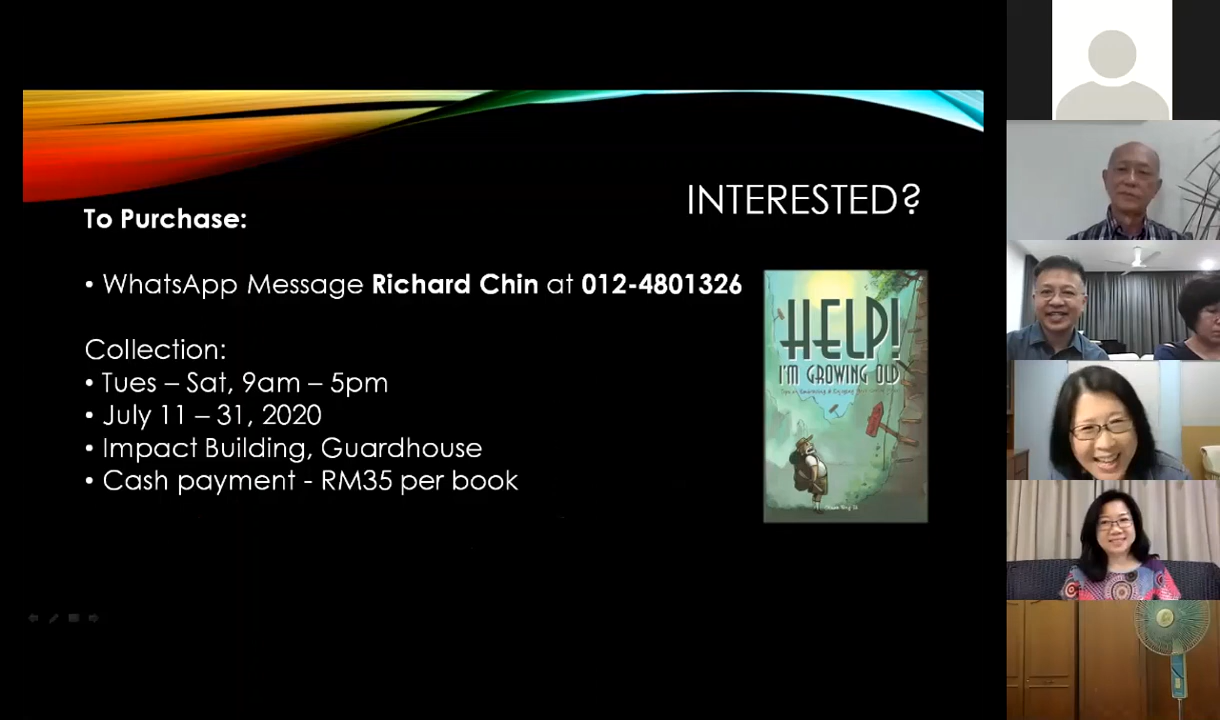 INTERESTED?
To Purchase:
• WhatsApp Message Richard Chin at 012-4801326
Collection:
• Tues – Sat, 9am – 5pm
• July 11 – 31, 2020
• Impact Building, Guardhouse
• Cash payment - RM35 per book
HELP!
I'M GROWING OLD